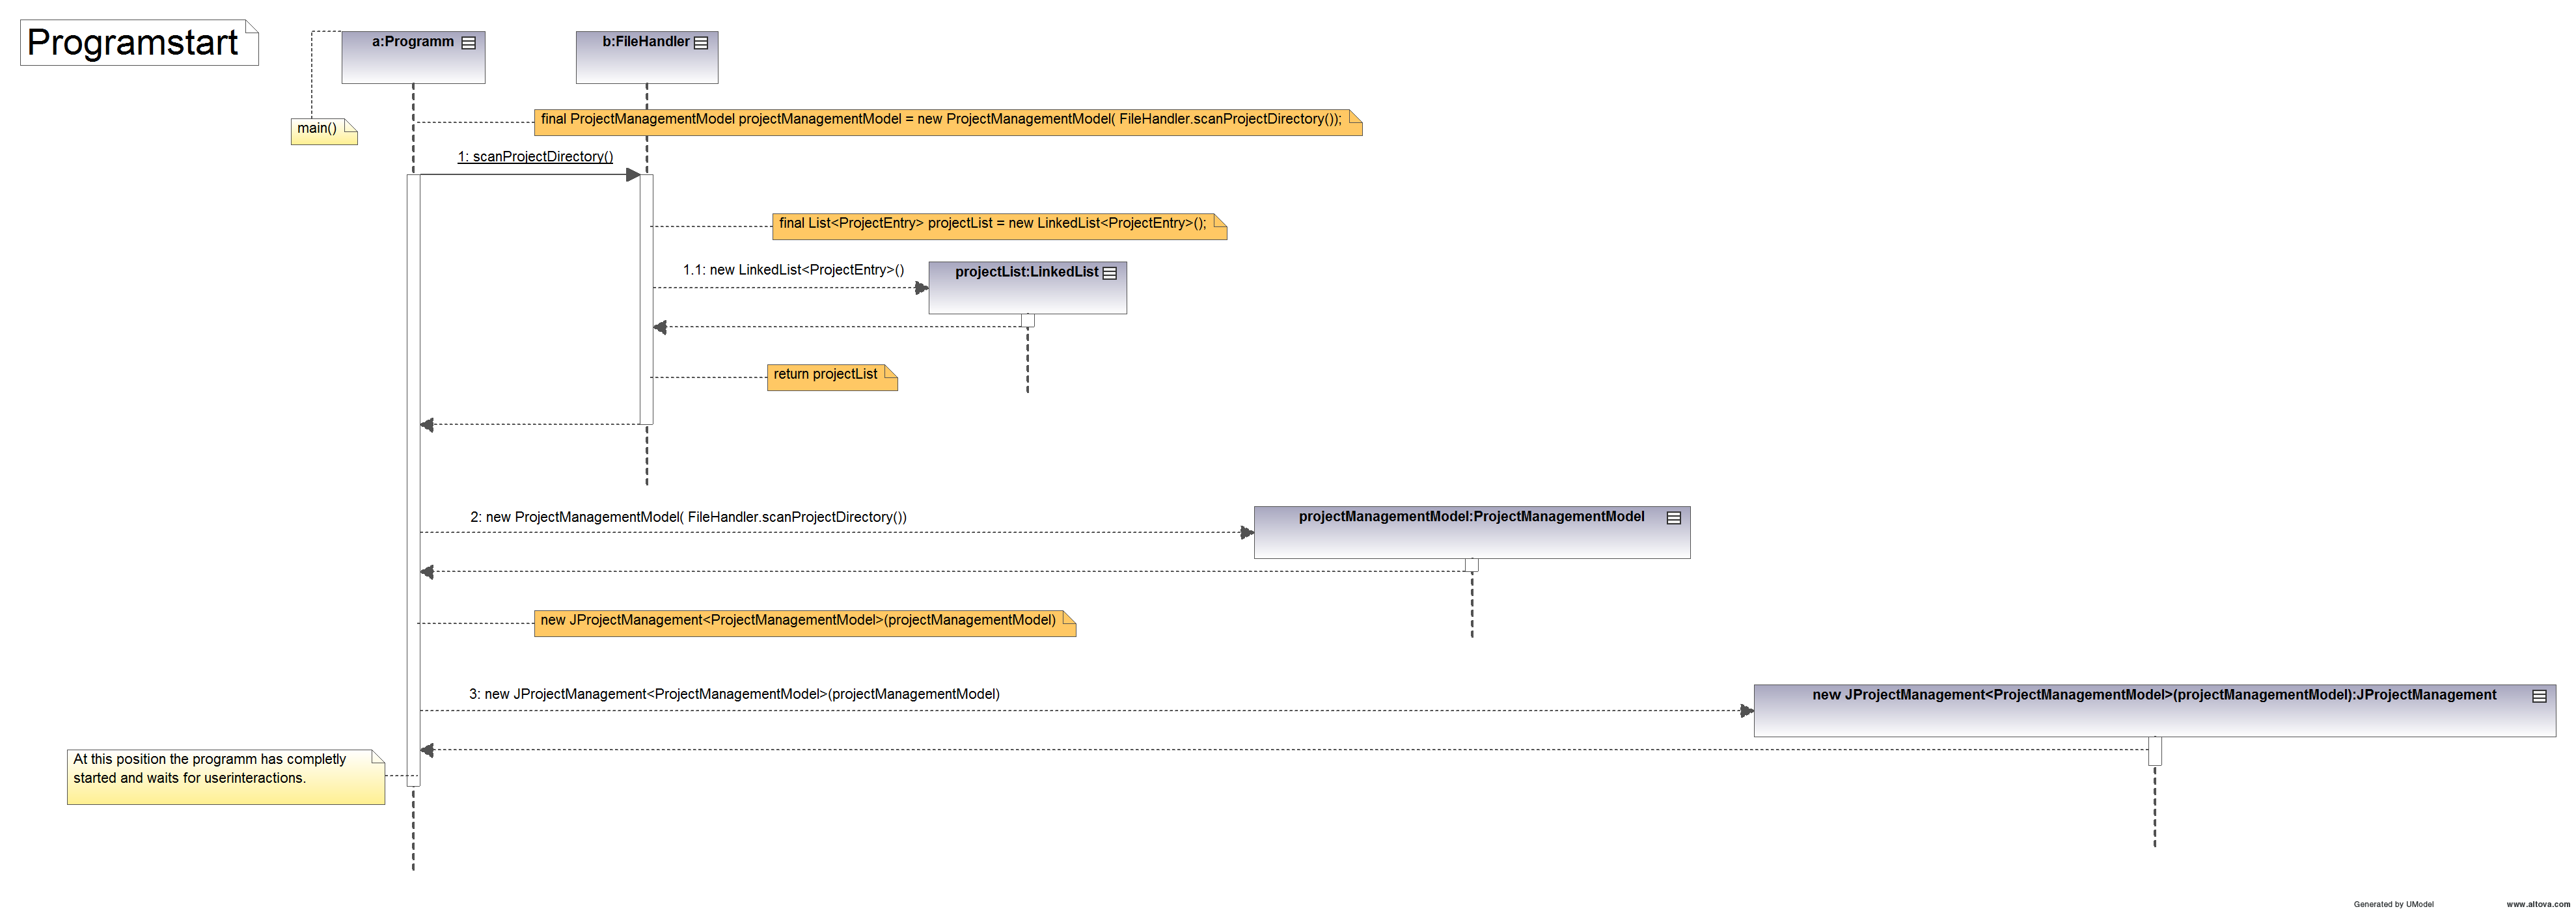 Programstart
a:Programm
b:FileHandler
main()
final ProjectManagementModel projectManagementModel = new ProjectManagementModel( FileHandler.scanProjectDirectory());
1: scanProjectDirectory()
final List<ProjectEntry> projectList = new LinkedList<ProjectEntry>();
1.1: new LinkedList<ProjectEntry>()
projectList:LinkedList
return projectList
2: new ProjectManagementModel( FileHandler.scanProjectDirectory())
projectManagementModel:ProjectManagementModel
new JProjectManagement<ProjectManagementModel>(projectManagementModel)
3: new JProjectManagement<ProjectManagementModel>(projectManagementModel)
new JProjectManagement<ProjectManagementModel>(projectManagementModel):JProjectManagement
At this position the programm has completly
started and waits for userinteractions.
Generated by UModel
www.altova.com